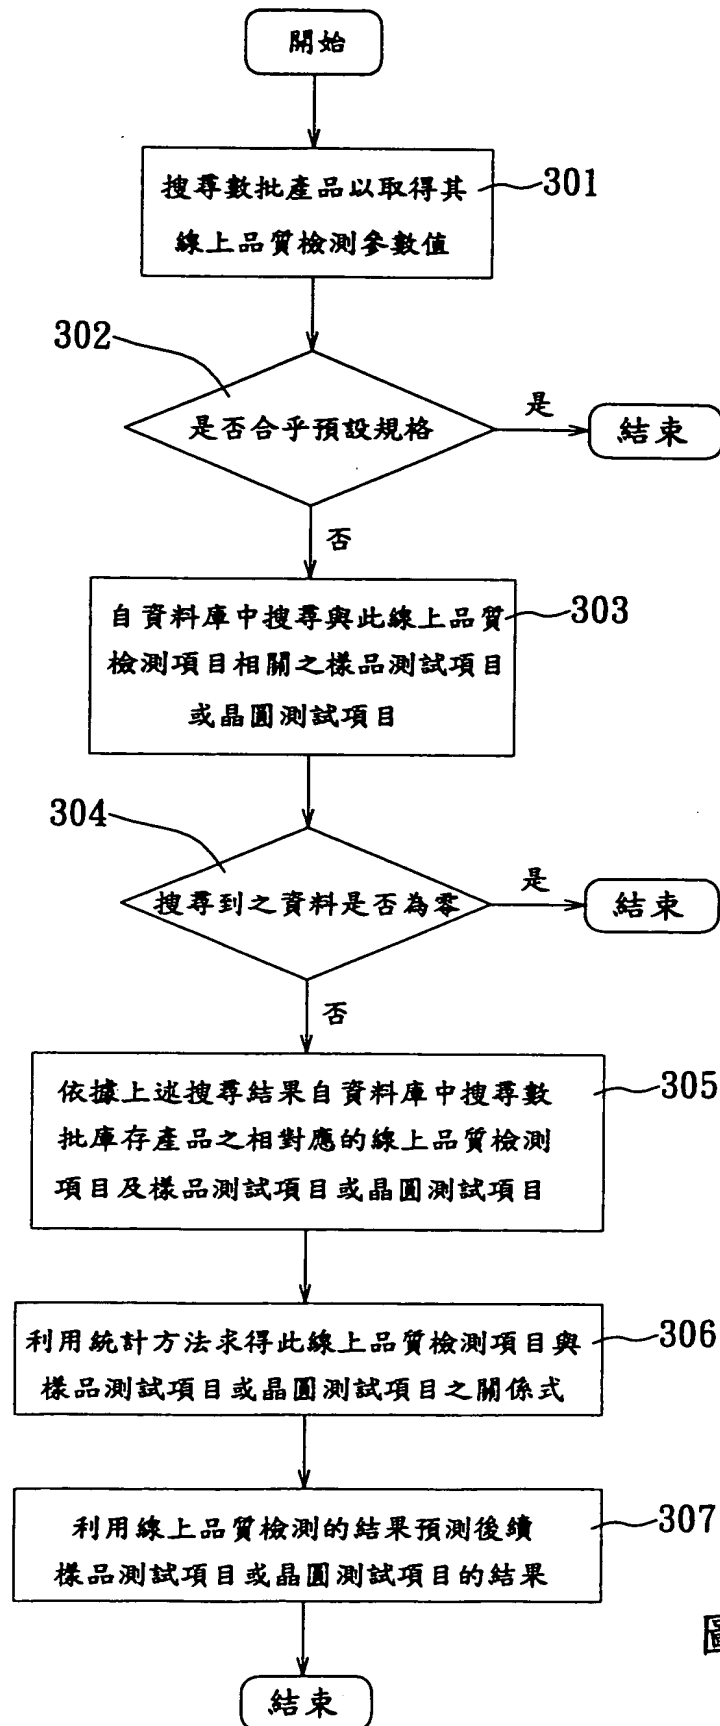 開始
搜尋數批產品以取得其
線上品質檢測參數值
301
302
是否合乎預設規格
是
結束
否
自資料庫中搜尋與此線上品質
檢測項目相關之樣品測試項目
或晶圓測試項目
303
304
搜尋到之資料是否為零
是
結束
否
依據上述搜尋結果自資料庫中搜尋數
批庫存產品之相對應的線上品質檢測
項目及樣品測試項目或晶圓測試項目
305
利用統計方法求得此線上品質檢測項目與
樣品測試項目或晶圓測試項目之關係式
306
利用線上品質檢測的結果預測後續
樣品測試項目或晶圓測試項目的結果
307
圖
結束